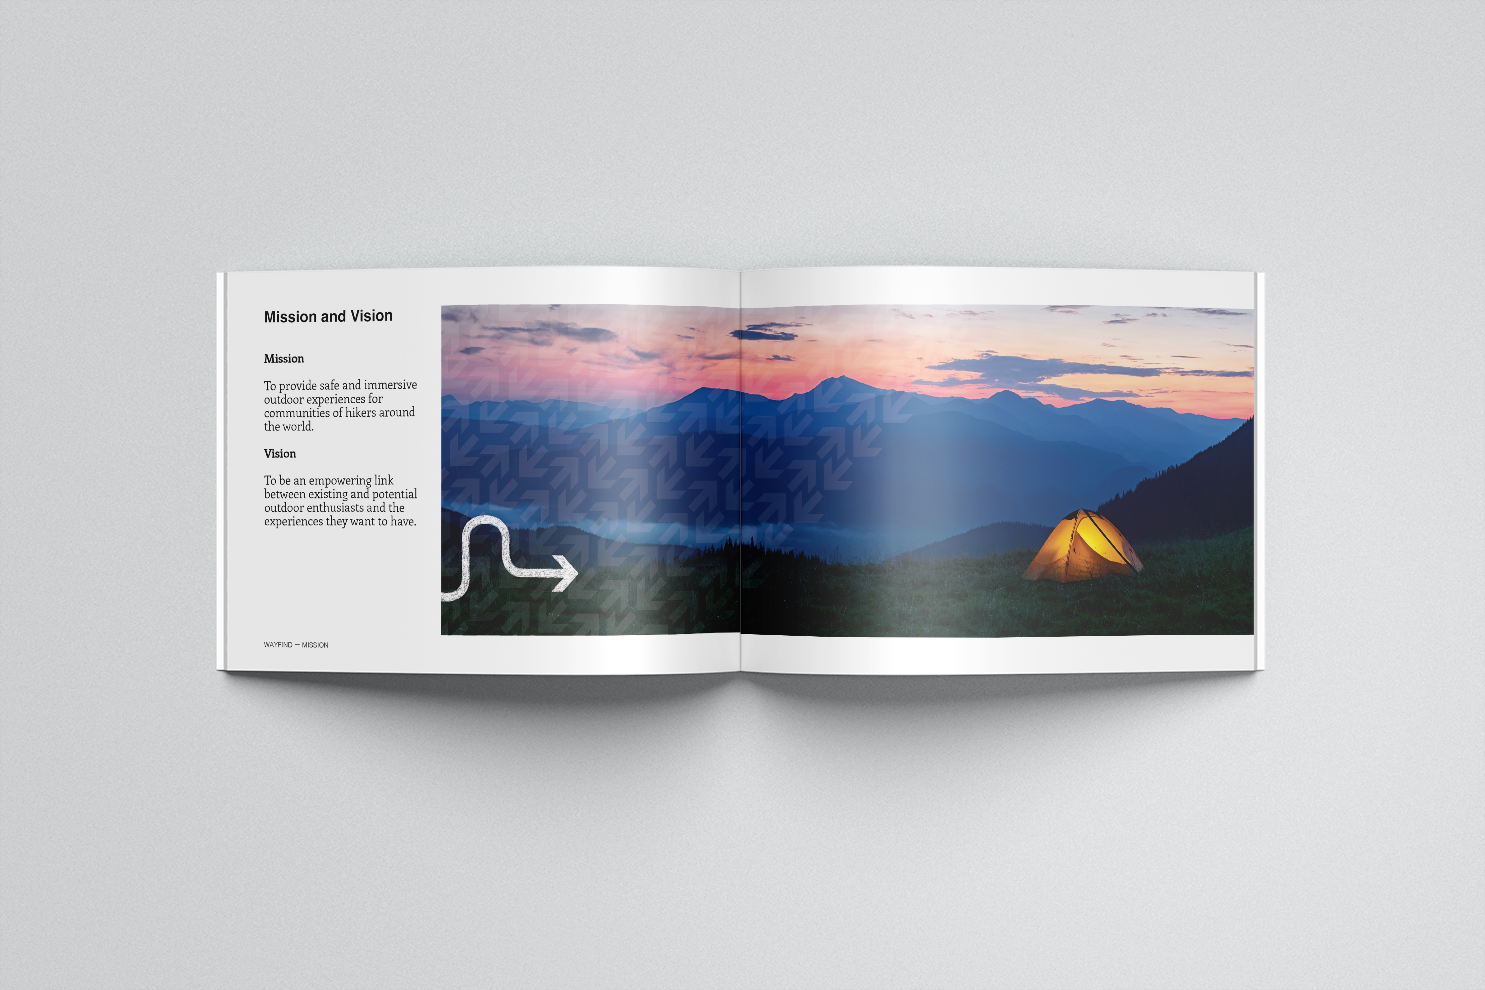 Mission and Vision
Mission
To provide safe and immersive
outdoor experiences for
communities of hikers around
the world.
Vision
To be an empowering link
between existing and potential
outdoor enthusiasts and the
experiences they want to have.
WAYFIND — MISSION